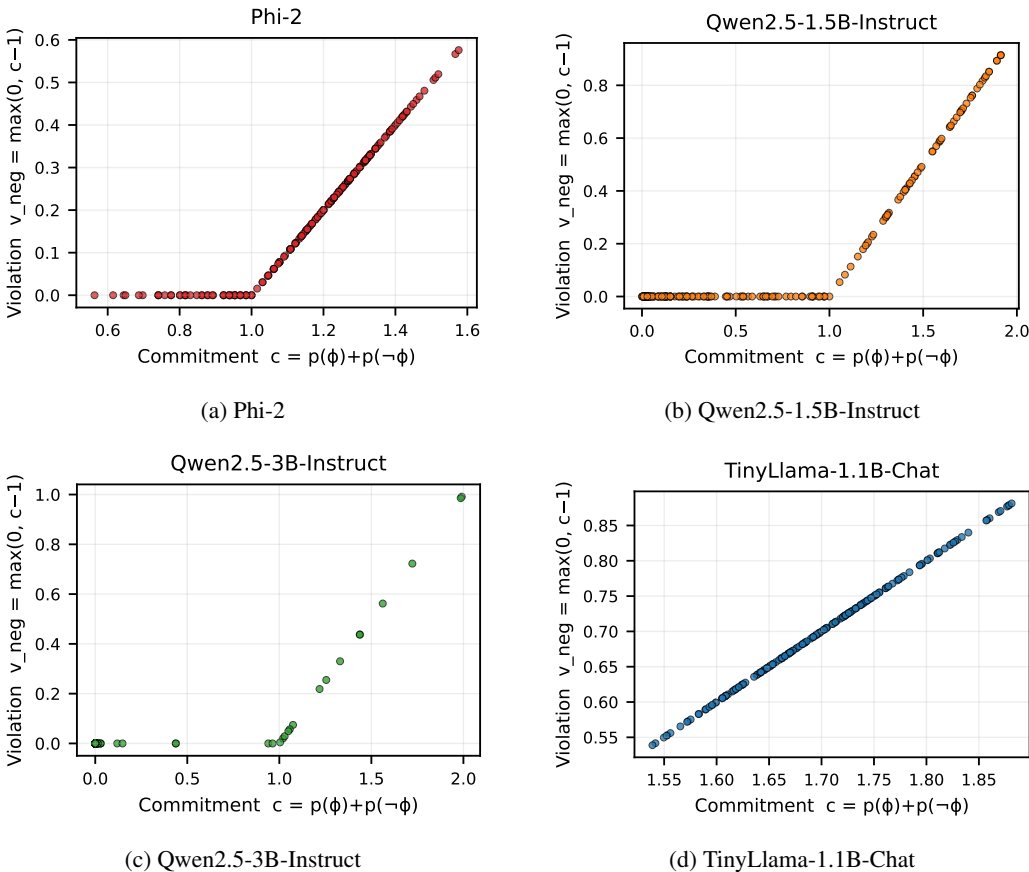 Phi-2
Violation v_neg = max(0, c−1)
0.6
0.5
0.4
0.3
0.2
0.1
0.0
0.6 0.8 1.0 1.2 1.4 1.6
Commitment c = p(ϕ)+p(¬ϕ)
(a) Phi-2
Qwen2.5-1.5B-Instruct
Violation v_neg = max(0, c−1)
0.8
0.6
0.4
0.2
0.0
0.0 0.5 1.0 1.5 2.0
Commitment c = p(ϕ)+p(¬ϕ)
(b) Qwen2.5-1.5B-Instruct
Qwen2.5-3B-Instruct
Violation v_neg = max(0, c−1)
1.0
0.8
0.6
0.4
0.2
0.0
0.0 0.5 1.0 1.5 2.0
Commitment c = p(ϕ)+p(¬ϕ)
(c) Qwen2.5-3B-Instruct
TinyLlama-1.1B-Chat
Violation v_neg = max(0, c−1)
0.85
0.80
0.75
0.70
0.65
0.60
0.55
1.55 1.60 1.65 1.70 1.75 1.80 1.85
Commitment c = p(ϕ)+p(¬ϕ)
(d) TinyLlama-1.1B-Chat